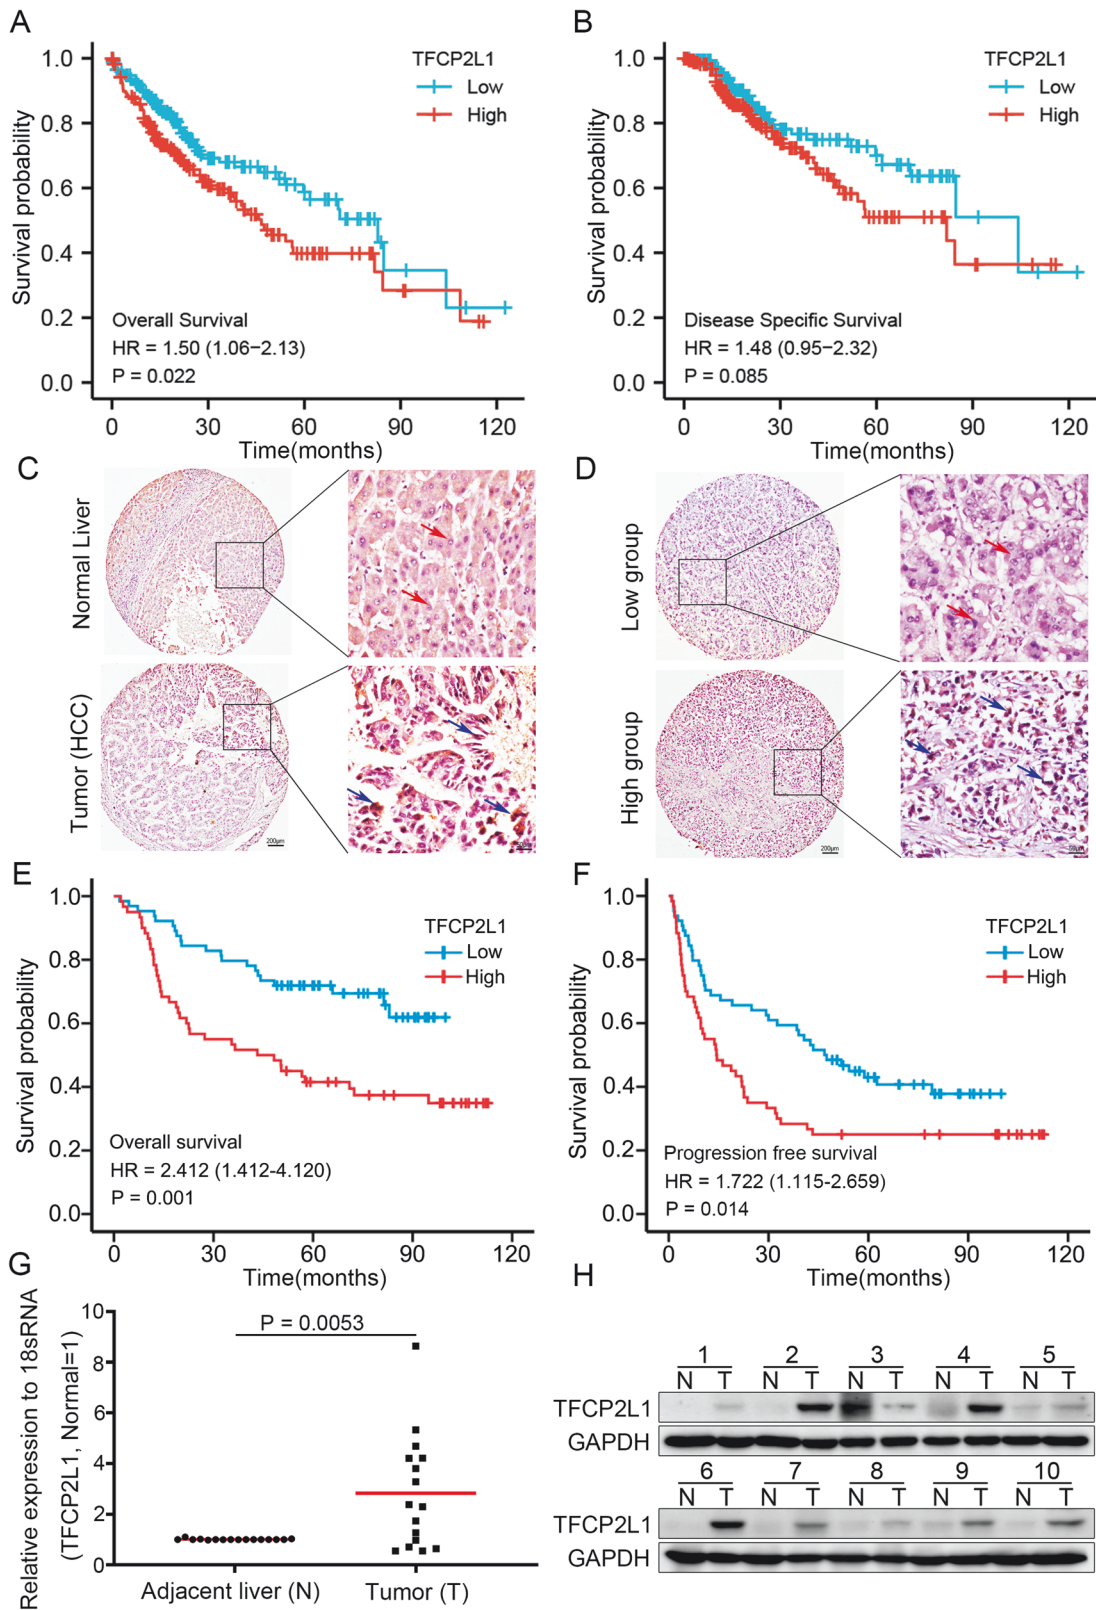 A
B
TFCP2L1
Low
High
TFCP2L1
Low
High
Survival probability
1.0
0.8
0.6
0.4
0.2
0.0
Survival probability
1.0
0.8
0.6
0.4
0.2
0.0
Overall Survival
HR = 1.50 (1.06−2.13)
P = 0.022
Disease Specific Survival
HR = 1.48 (0.95−2.32)
P = 0.085
0 30 60 90 120
Time(months)
0 30 60 90 120
Time(months)
C
D
Normal Liver
Tumor (HCC)
200μm
Low group
High group
200μm
E
F
TFCP2L1
Low
High
TFCP2L1
Low
High
Survival probability
1.0
0.8
0.6
0.4
0.2
0.0
Survival probability
1.0
0.8
0.6
0.4
0.2
0.0
Overall survival
HR = 2.412 (1.412-4.120)
P = 0.001
Progression free survival
HR = 1.722 (1.115-2.659)
P = 0.014
0 30 60 90 120
Time(months)
0 30 60 90 120
Time(months)
G
H
Relative expression to 18sRNA
(TFCP2L1, Normal=1)
10
8
6
4
2
0
P = 0.0053
Adjacent liver (N)
Tumor (T)
1 2 3 4 5
N T N T N T N T N T
TFCP2L1
GAPDH
6 7 8 9 10
N T N T N T N T N T
TFCP2L1
GAPDH